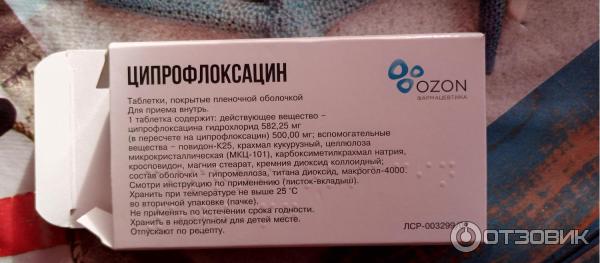 ЦИПРОФЛОКСАЦИН
OZON
ФАРМАЦЕВТИКА
Таблетки, покрытые пленочной оболочкой
Для приема внутрь.
1 таблетка содержит: действующее вещество –
ципрофлоксацина гидрохлорид 582,25 мг
(в пересчете на ципрофлоксацин) 500,00 мг; вспомогательные
вещества – повидон-К25, крахмал кукурузный, целлюлоза
микрокристаллическая (МКЦ-101), карбоксиметилкрахмал натрия,
кросповидон, магния стеарат, кремния диоксид коллоидный;
состав оболочки – гипромеллоза, титана диоксид, макрогол-4000.
Смотри инструкцию по применению (листок-вкладыш).
Хранить при температуре не выше 25 °C
во вторичной упаковке (пачке).
Не применять по истечении срока годности.
Хранить в недоступном для детей месте.
Отпускают по рецепту.
ЛСР-003299
ОТЗОВИК